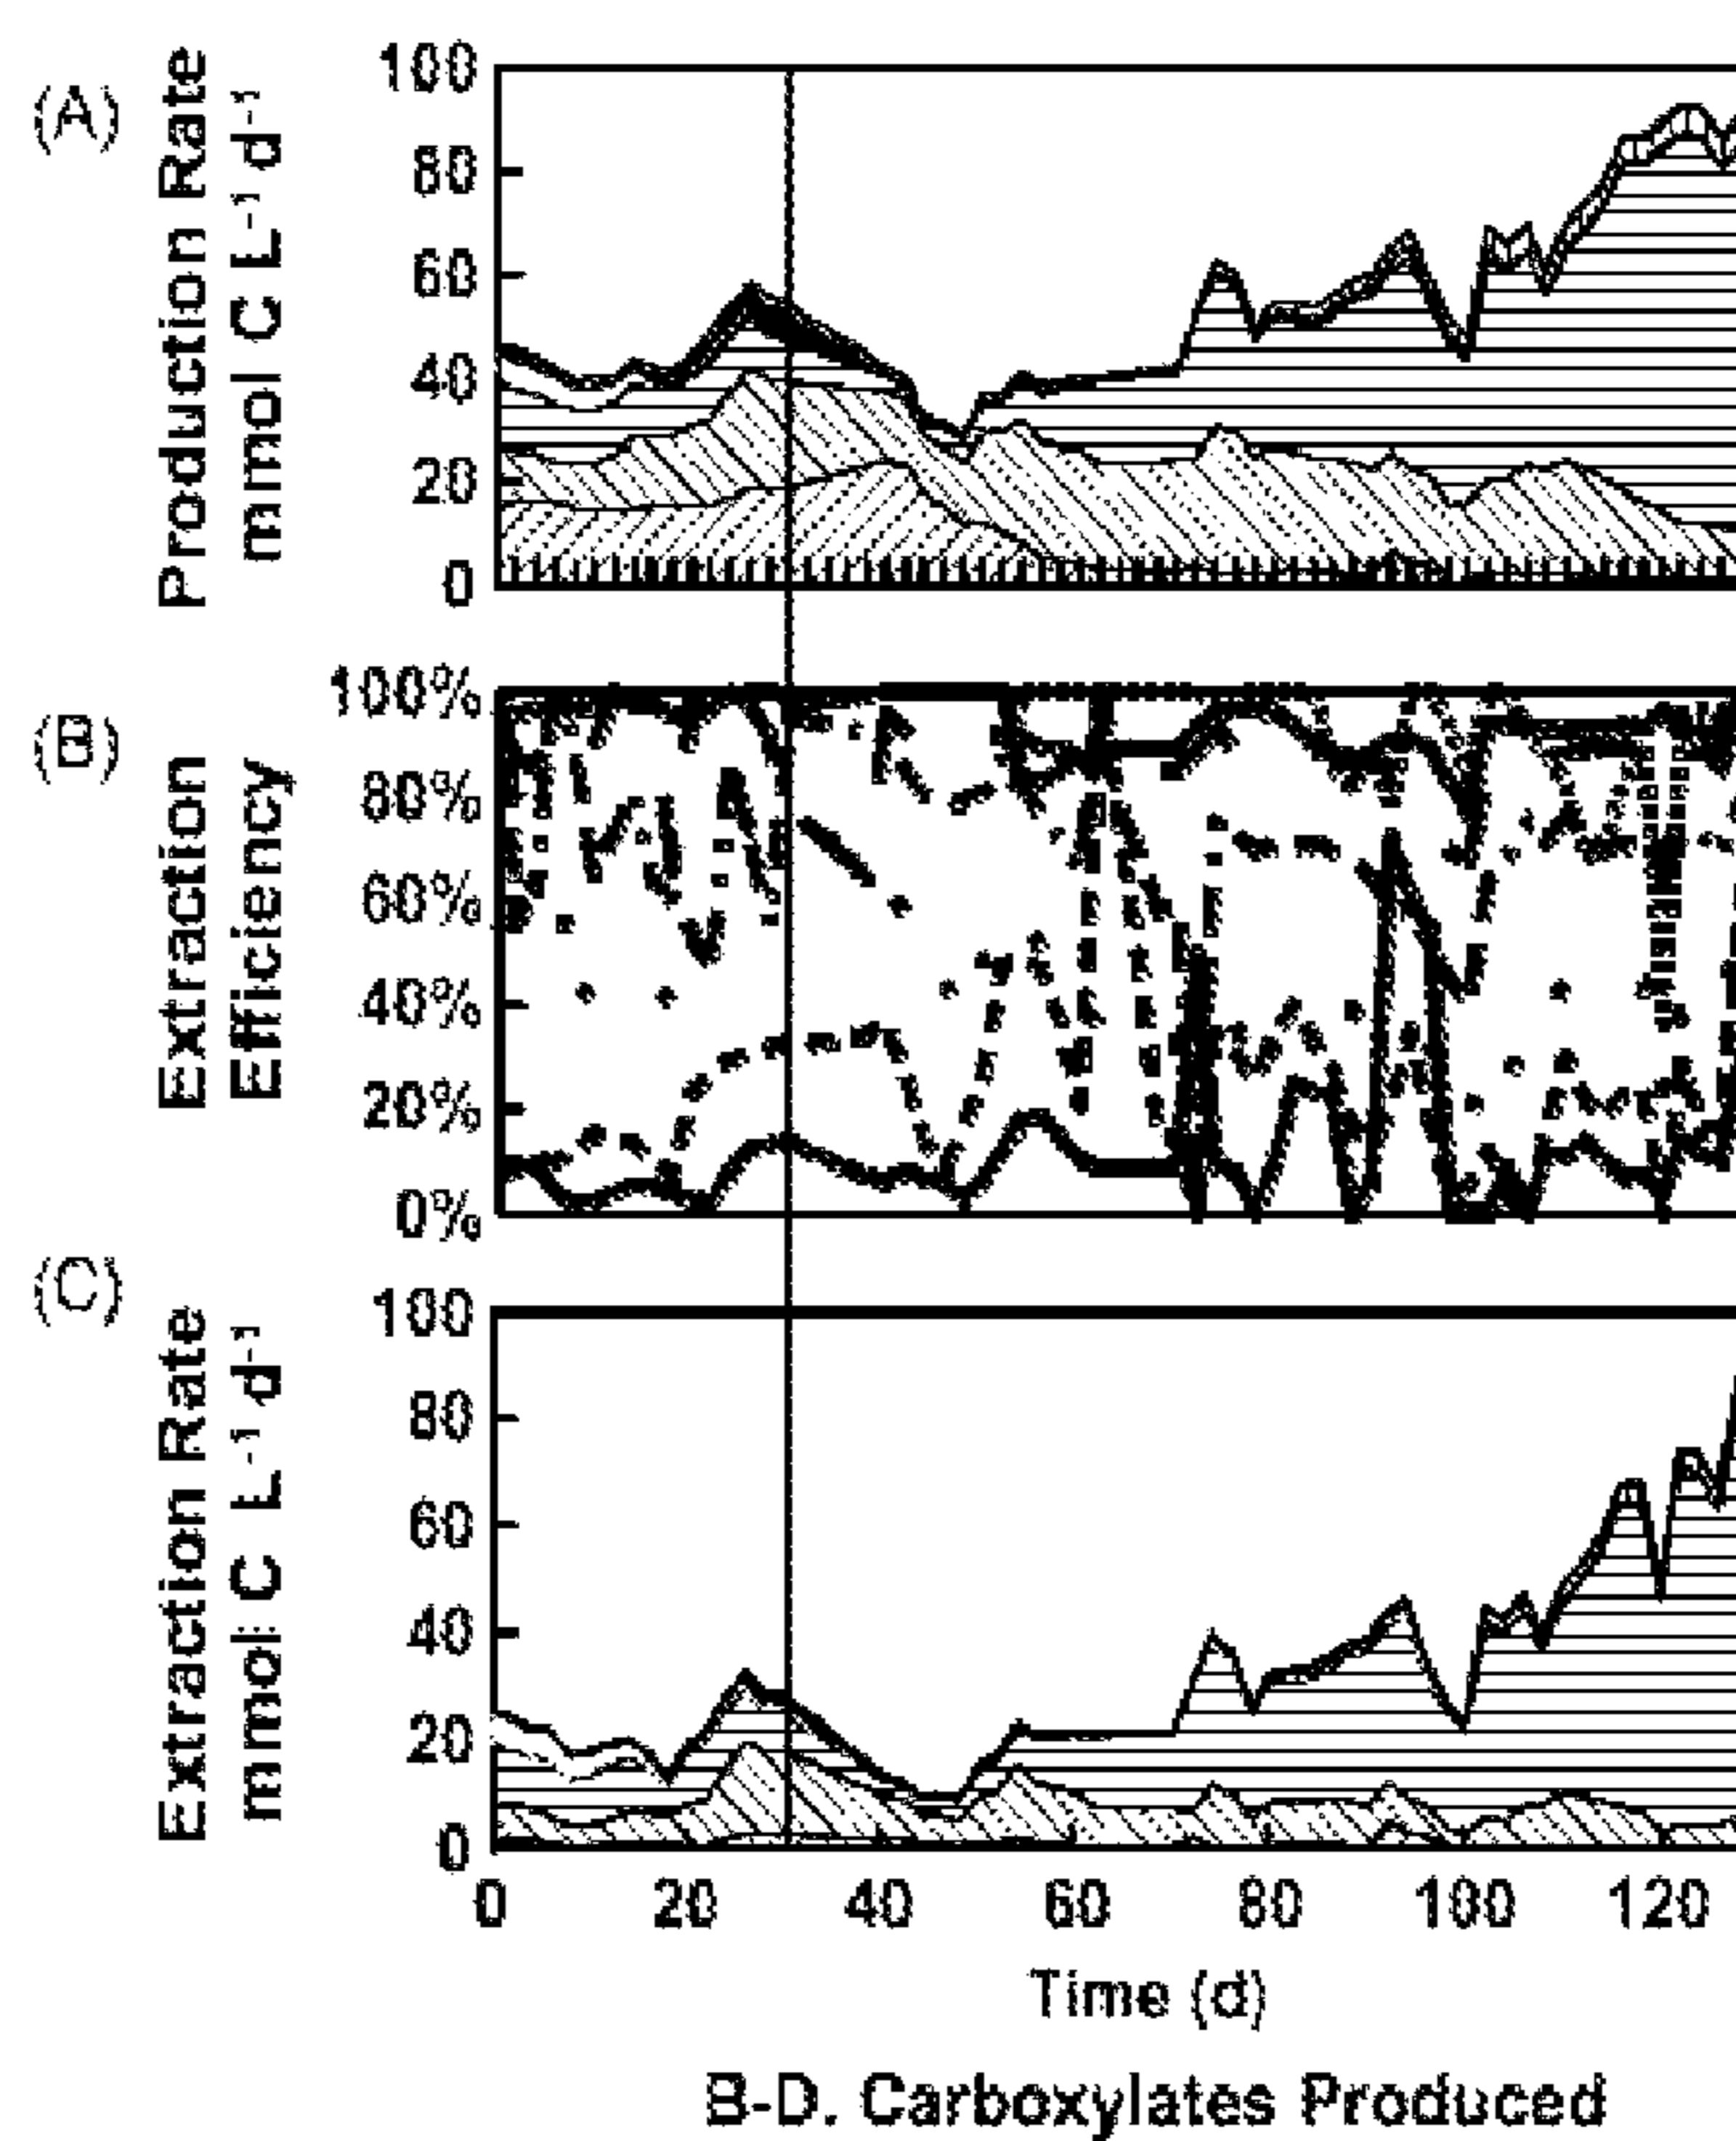 (A)
Production Rate
mmol C L⁻¹ d⁻¹
100
80
60
40
20
0
(B)
Extraction
Efficiency
100%
80%
60%
40%
20%
0%
(C)
Extraction Rate
mmol C L⁻¹ d⁻¹
100
80
60
40
20
0
0 20 40 60 80 100 120
Time (d)
B-D. Carboxylates Produced